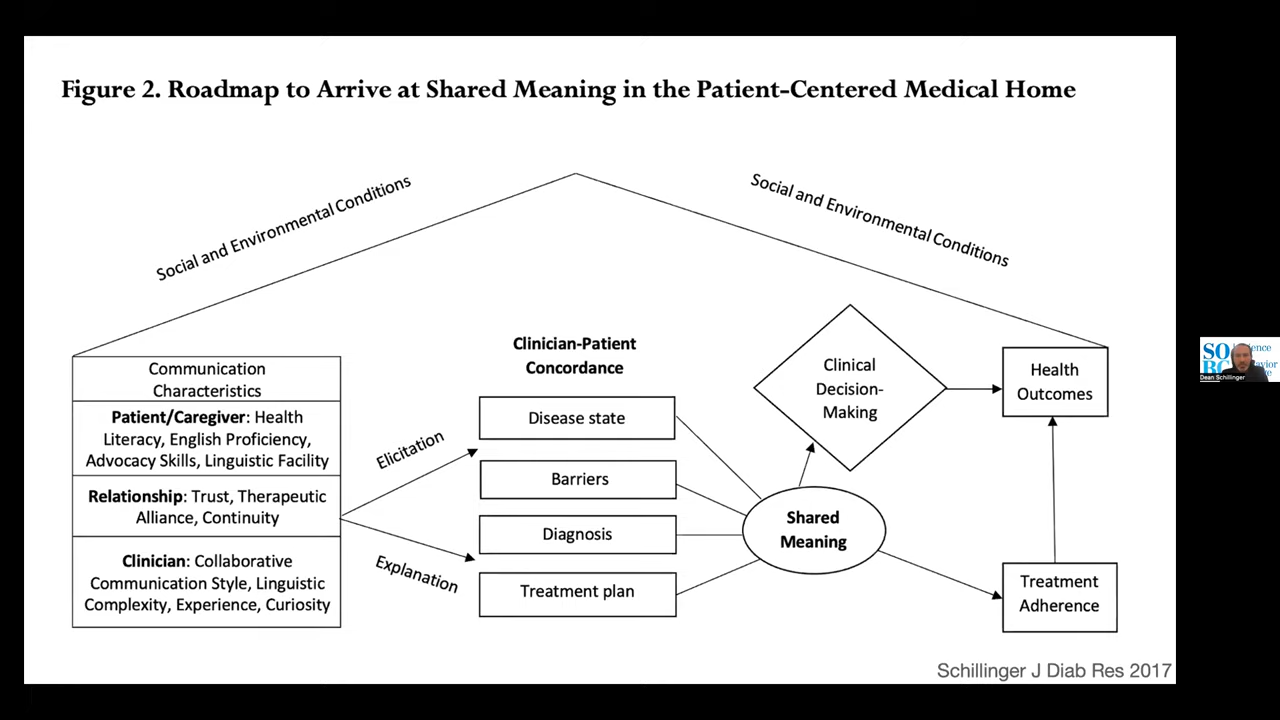 Figure 2. Roadmap to Arrive at Shared Meaning in the Patient-Centered Medical Home
Social and Environmental Conditions
Social and Environmental Conditions
Communication
Characteristics
Patient/Caregiver: Health
Literacy, English Proficiency,
Advocacy Skills, Linguistic Facility
Relationship: Trust, Therapeutic
Alliance, Continuity
Clinician: Collaborative
Communication Style, Linguistic
Complexity, Experience, Curiosity
Elicitation
Explanation
Clinician-Patient
Concordance
Disease state
Barriers
Diagnosis
Treatment plan
Shared
Meaning
Clinical
Decision-
Making
Health
Outcomes
Treatment
Adherence
Schillinger J Diab Res 2017
SO
Dean Schillinger